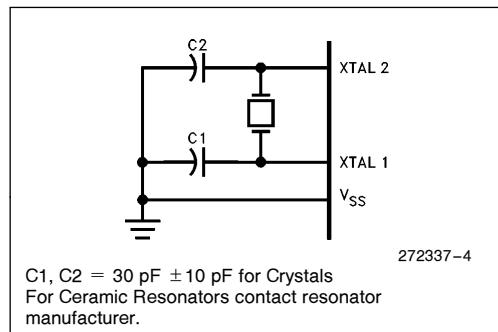 C2
XTAL 2
C1
XTAL 1
VSS
272337–4
C1, C2 = 30 pF ±10 pF for Crystals
For Ceramic Resonators contact resonator
manufacturer.